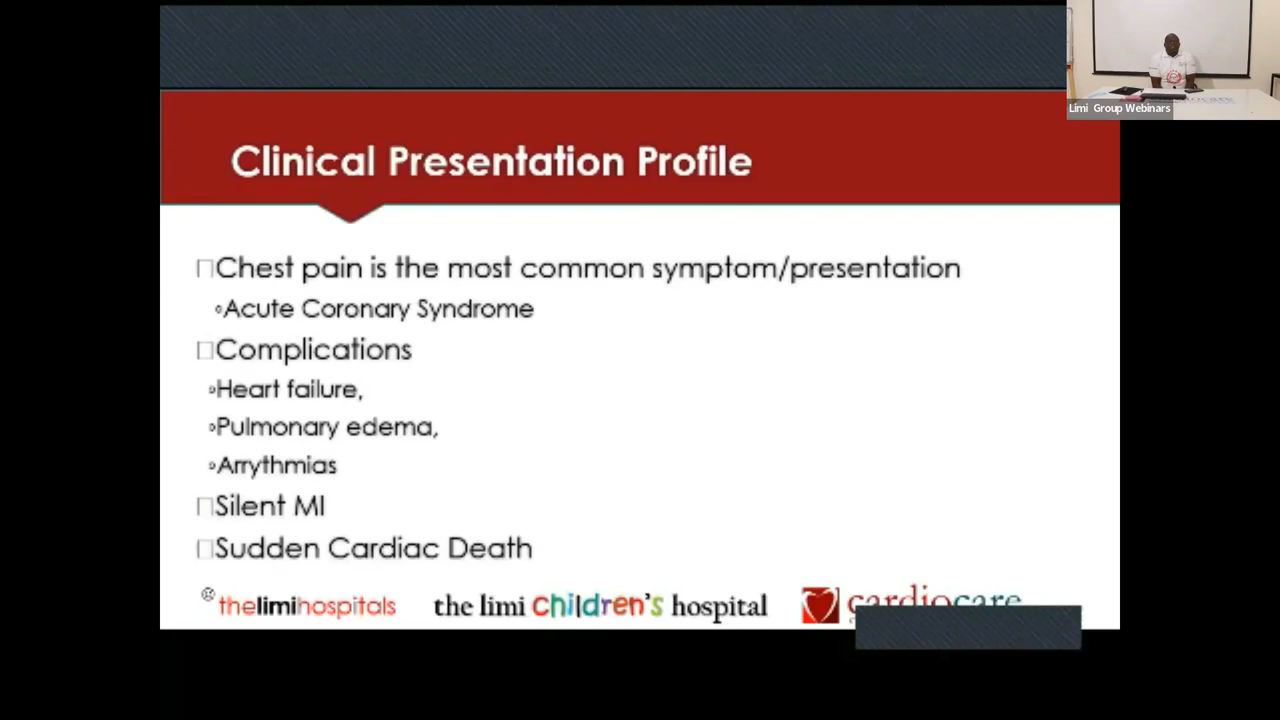 Clinical Presentation Profile
Limi Group Webinars
Chest pain is the most common symptom/presentation
Acute Coronary Syndrome
Complications
Heart failure,
Pulmonary edema,
Arrythmias
Silent MI
Sudden Cardiac Death
thelimihospitals
the limi children's hospital
cardiocare